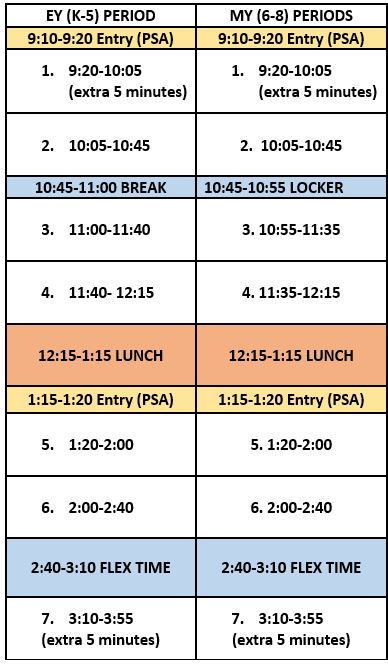 EY (K-5) PERIOD
MY (6-8) PERIODS
9:10-9:20 Entry (PSA)
9:10-9:20 Entry (PSA)
1. 9:20-10:05
(extra 5 minutes)
1. 9:20-10:05
(extra 5 minutes)
2. 10:05-10:45
2. 10:05-10:45
10:45-11:00 BREAK
10:45-10:55 LOCKER
3. 11:00-11:40
3. 10:55-11:35
4. 11:40- 12:15
4. 11:35-12:15
12:15-1:15 LUNCH
12:15-1:15 LUNCH
1:15-1:20 Entry (PSA)
1:15-1:20 Entry (PSA)
5. 1:20-2:00
5. 1:20-2:00
6. 2:00-2:40
6. 2:00-2:40
2:40-3:10 FLEX TIME
2:40-3:10 FLEX TIME
7. 3:10-3:55
(extra 5 minutes)
7. 3:10-3:55
(extra 5 minutes)